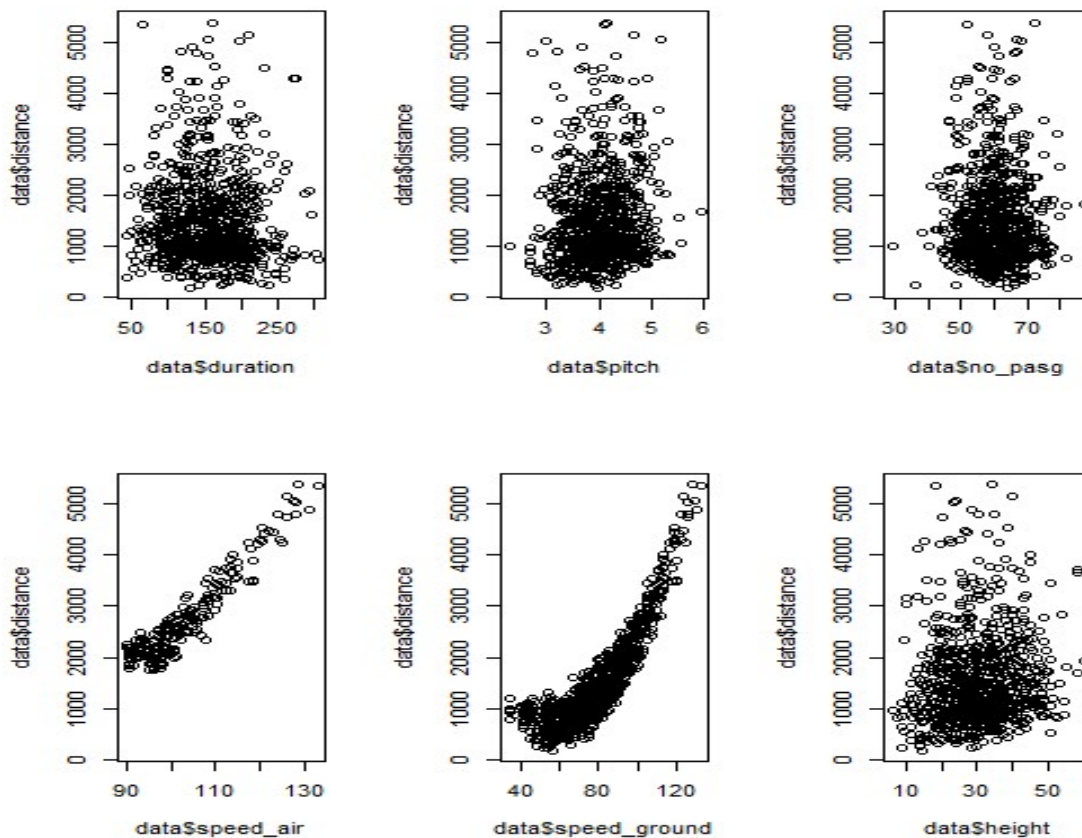 data$distance
0 1000 2000 3000 4000 5000
50 150 250
data$duration
data$distance
0 1000 2000 3000 4000 5000
3 4 5 6
data$pitch
data$distance
0 1000 2000 3000 4000 5000
30 50 70
data$no_pasg
data$distance
0 1000 2000 3000 4000 5000
90 110 130
data$speed_air
data$distance
0 1000 2000 3000 4000 5000
40 80 120
data$speed_ground
data$distance
0 1000 2000 3000 4000 5000
10 30 50
data$height